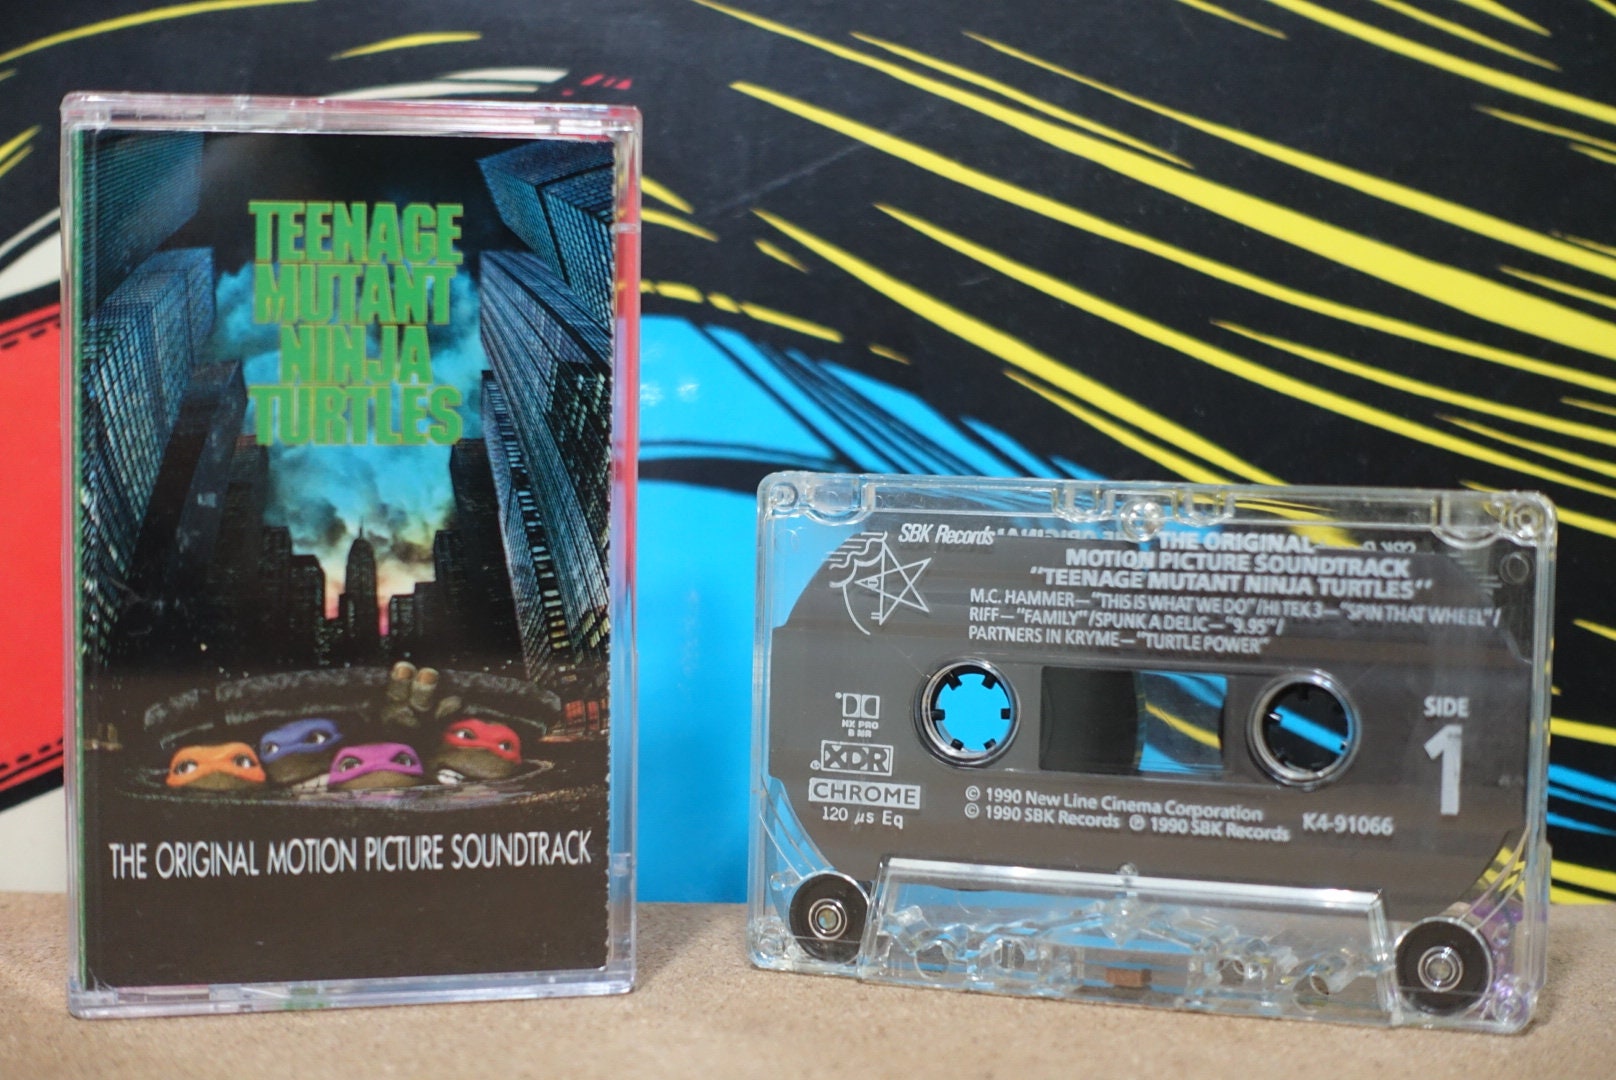 TEENAGE
MUTANT
NINJA
TURTLES
THE ORIGINAL MOTION PICTURE SOUNDTRACK
SBK Records
THE ORIGINAL
MOTION PICTURE SOUNDTRACK
"TEENAGE MUTANT NINJA TURTLES"
M.C. HAMMER—"THIS IS WHAT WE DO"/HI TEK 3—"SPIN THAT WHEEL"/
RIFF—"FAMILY"/SPUNKADELIC—"9.95"/
PARTNERS IN KRYME—"TURTLE POWER"
SIDE
1
HX PRO
B NR
XDR
CHROME
120 µs Eq
© 1990 New Line Cinema Corporation
© 1990 SBK Records ℗ 1990 SBK Records
K4-91066